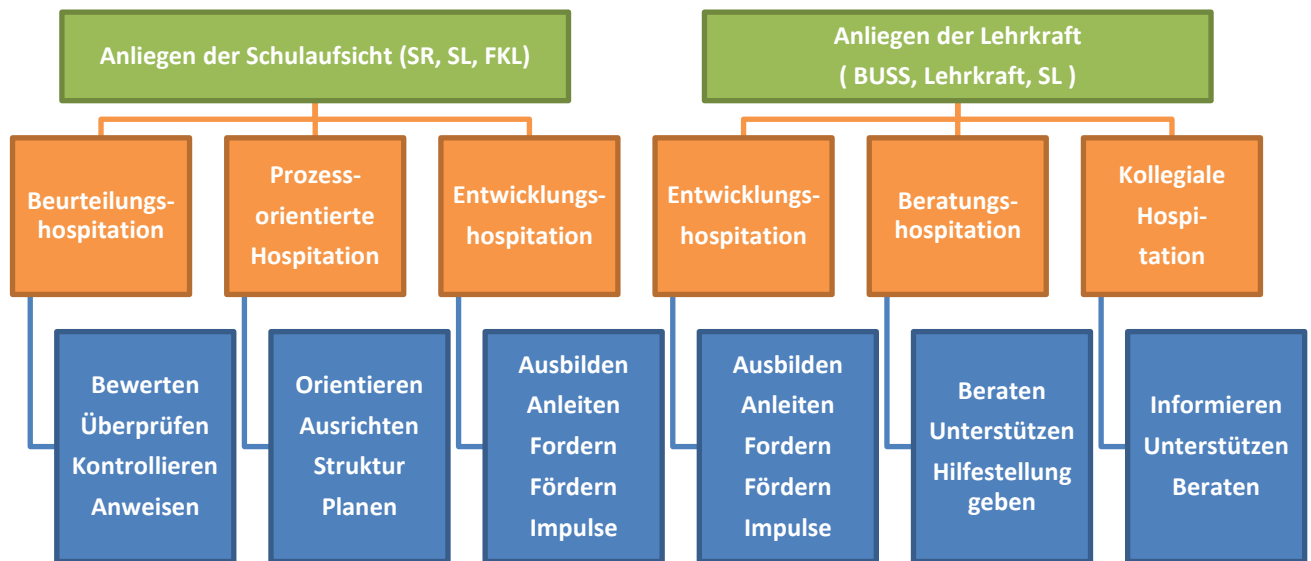 Anliegen der Schulaufsicht (SR, SL, FKL)
Anliegen der Lehrkraft
( BUSS, Lehrkraft, SL )
Beurteilungs-
hospitation
Prozess-
orientierte
Hospitation
Entwicklungs-
hospitation
Entwicklungs-
hospitation
Beratungs-
hospitation
Kollegiale
Hospi-
tation
Bewerten
Überprüfen
Kontrollieren
Anweisen
Orientieren
Ausrichten
Struktur
Planen
Ausbilden
Anleiten
Fordern
Fördern
Impulse
Ausbilden
Anleiten
Fordern
Fördern
Impulse
Beraten
Unterstützen
Hilfestellung
geben
Informieren
Unterstützen
Beraten